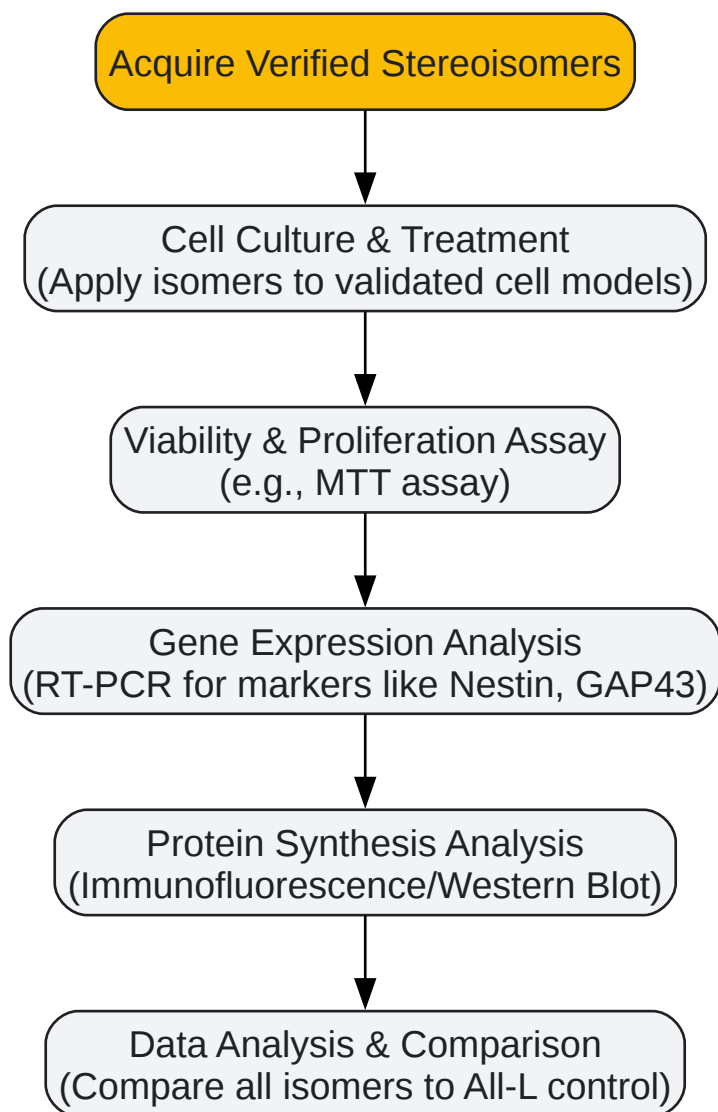 Acquire Verified Stereoisomers
Cell Culture & Treatment
(Apply isomers to validated cell models)
Viability & Proliferation Assay
(e.g., MTT assay)
Gene Expression Analysis
(RT-PCR for markers like Nestin, GAP43)
Protein Synthesis Analysis
(Immunofluorescence/Western Blot)
Data Analysis & Comparison
(Compare all isomers to All-L control)